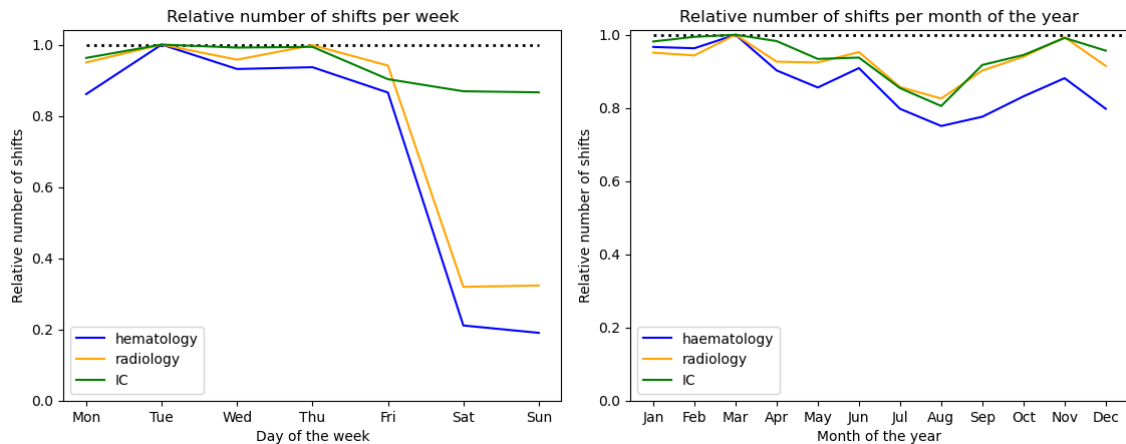 Relative number of shifts per week
Relative number of shifts
1.0
0.8
0.6
0.4
0.2
0.0
hematology
radiology
IC
Mon Tue Wed Thu Fri Sat Sun
Day of the week
Relative number of shifts per month of the year
Relative number of shifts
1.0
0.8
0.6
0.4
0.2
0.0
haematology
radiology
IC
Jan Feb Mar Apr May Jun Jul Aug Sep Oct Nov Dec
Month of the year